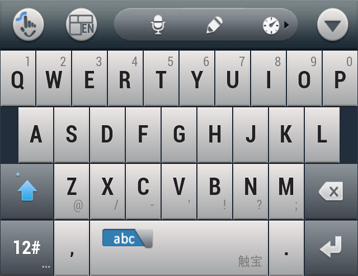 EN
1 2 3 4 5 6 7 8 9 0
Q W E R T Y U I O P
A S D F G H J K L
Z X C V B N M
@ / - ' ! ? ;
12# , abc .
... 触宝